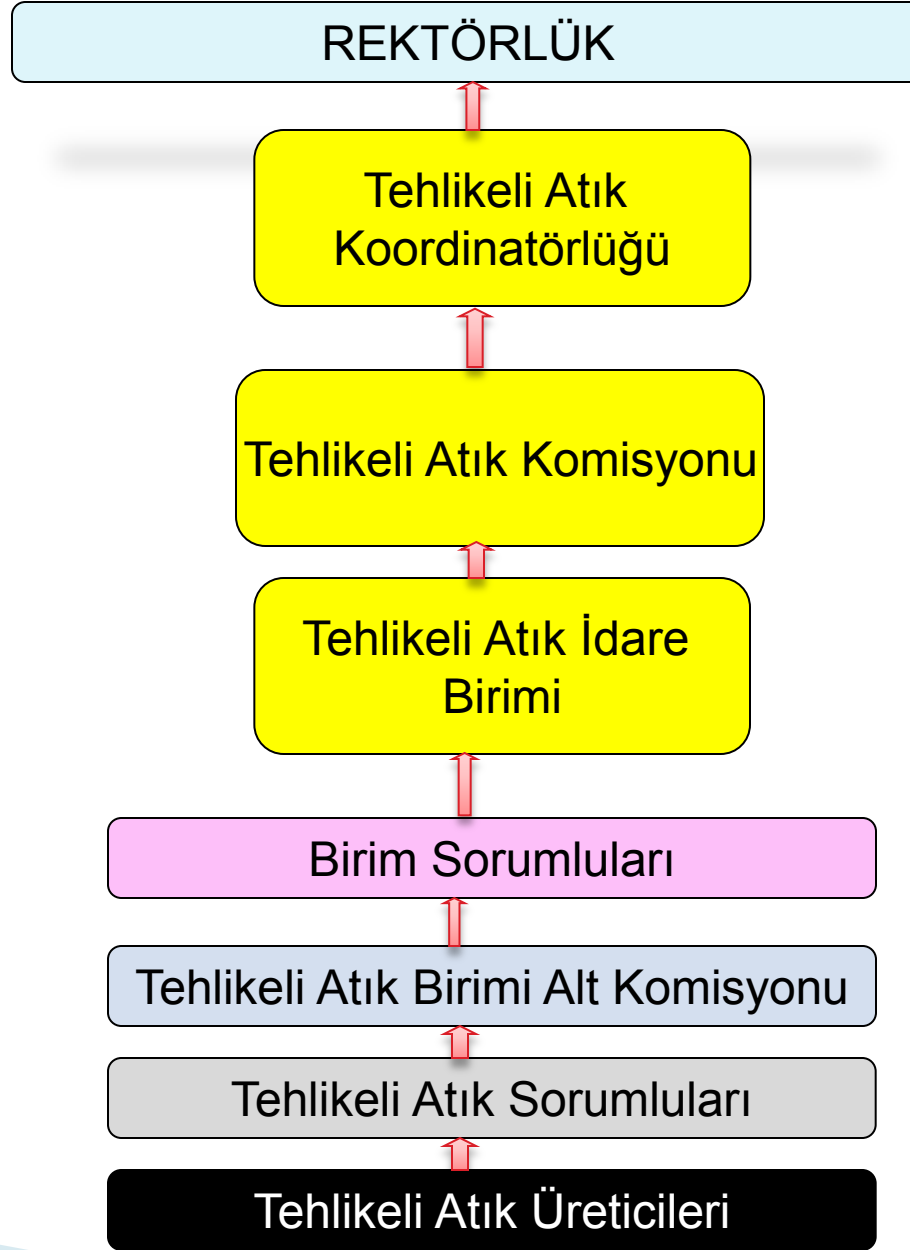 REKTÖRLÜK
Tehlikeli Atık
Koordinatörlüğü
Tehlikeli Atık Komisyonu
Tehlikeli Atık İdare
Birimi
Birim Sorumluları
Tehlikeli Atık Birimi Alt Komisyonu
Tehlikeli Atık Sorumluları
Tehlikeli Atık Üreticileri